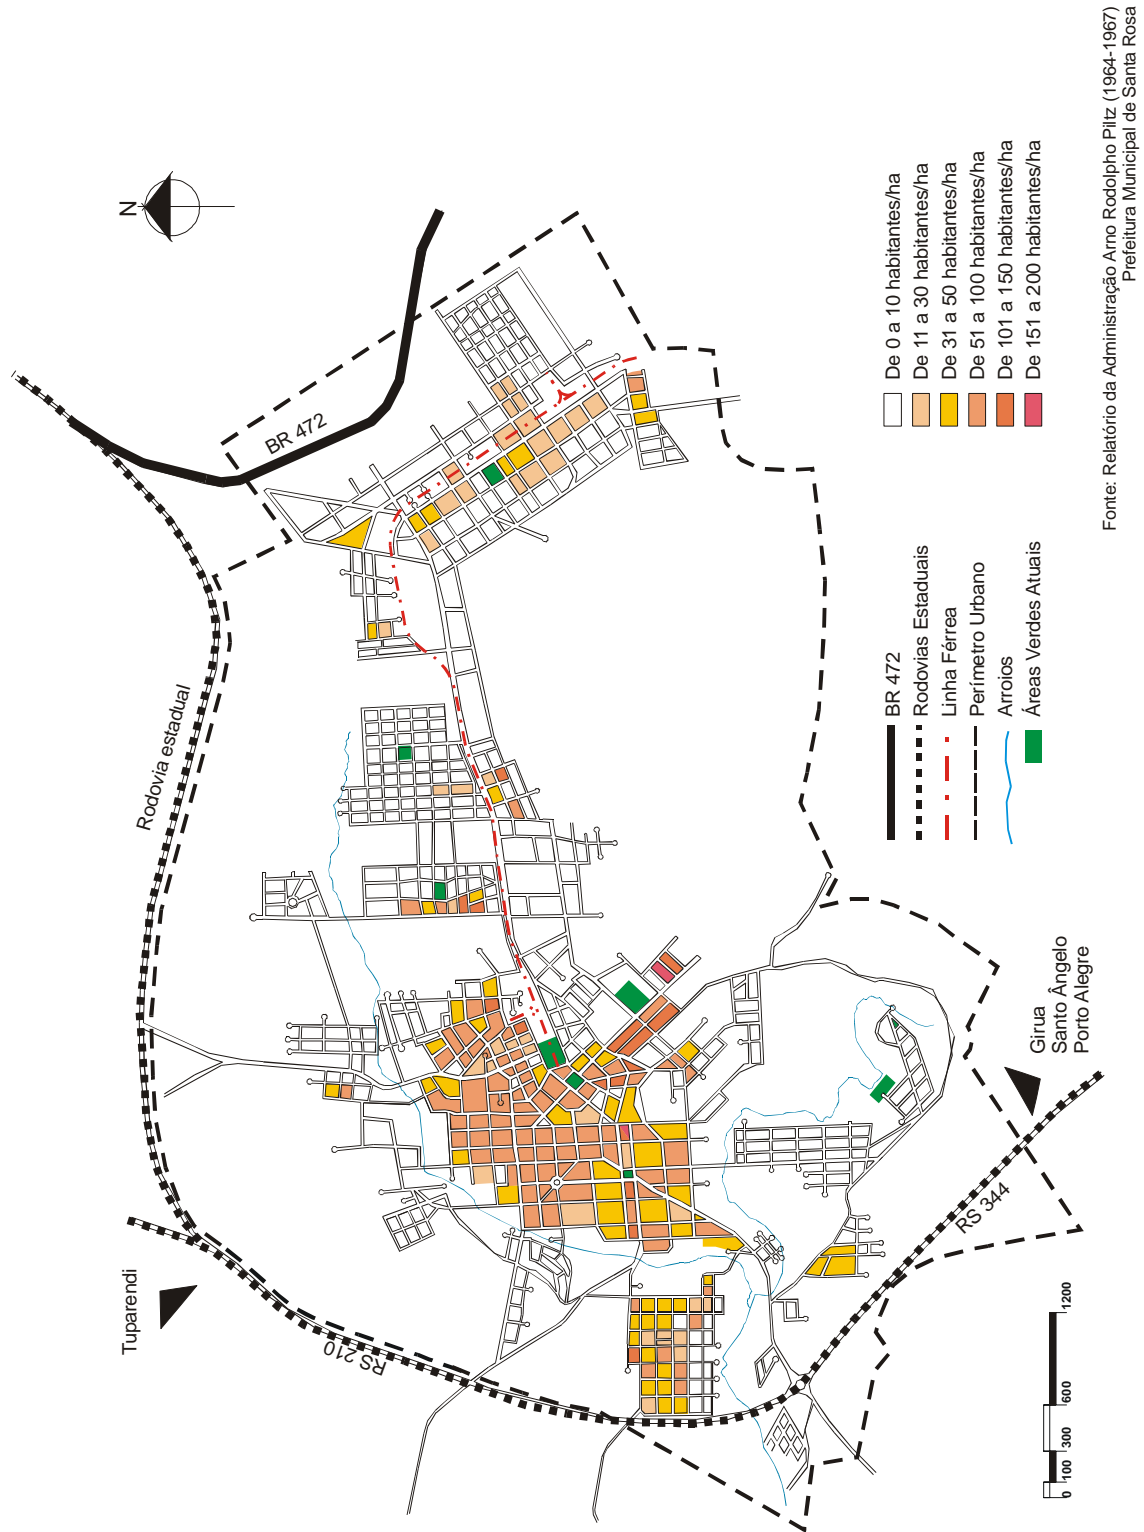 N
BR 472
Rodovia estadual
Tuparendi
RS 210
RS 344
Girua
Santo Ângelo
Porto Alegre
De 0 a 10 habitantes/ha
De 11 a 30 habitantes/ha
De 31 a 50 habitantes/ha
De 51 a 100 habitantes/ha
De 101 a 150 habitantes/ha
De 151 a 200 habitantes/ha
BR 472
Rodovias Estaduais
Linha Férrea
Perímetro Urbano
Arroios
Áreas Verdes Atuais
0 100 300 600 1200
Fonte: Relatório da Administração Arno Rodolpho Piltz (1964-1967)
Prefeitura Municipal de Santa Rosa